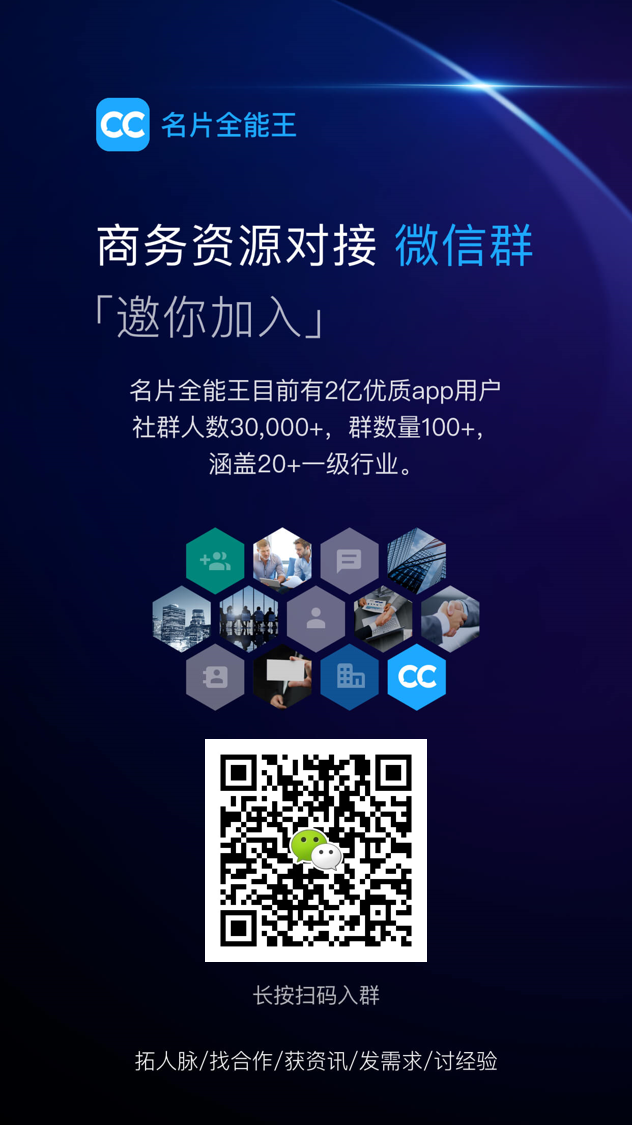 CC 名片全能王
商务资源对接 微信群
「邀你加入」
名片全能王目前有2亿优质app用户
社群人数30,000+，群数量100+，
涵盖20+一级行业。
CC
长按扫码入群
拓人脉/找合作/获资讯/发需求/讨经验